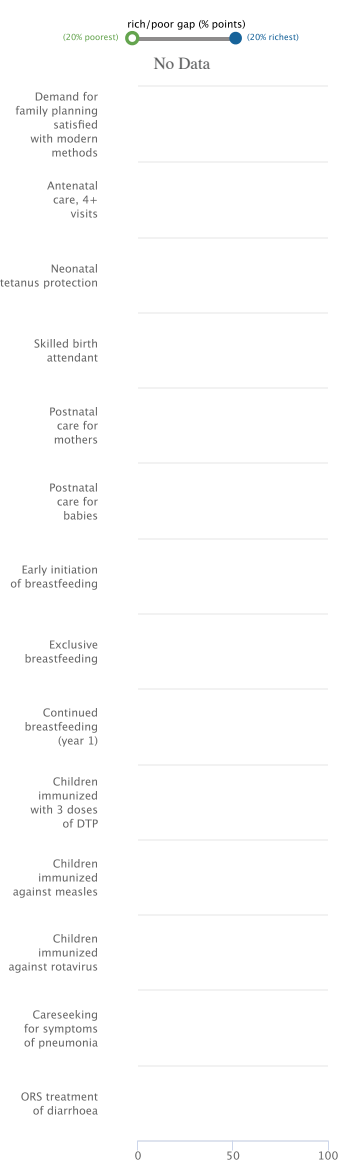 rich/poor gap (% points)
(20% poorest) (20% richest)
No Data
Demand for
family planning
satisfied
with modern
methods
Antenatal
care, 4+
visits
Neonatal
tetanus protection
Skilled birth
attendant
Postnatal
care for
mothers
Postnatal
care for
babies
Early initiation
of breastfeeding
Exclusive
breastfeeding
Continued
breastfeeding
(year 1)
Children
immunized
with 3 doses
of DTP
Children
immunized
against measles
Children
immunized
against rotavirus
Careseeking
for symptoms
of pneumonia
ORS treatment
of diarrhoea
0 50 100